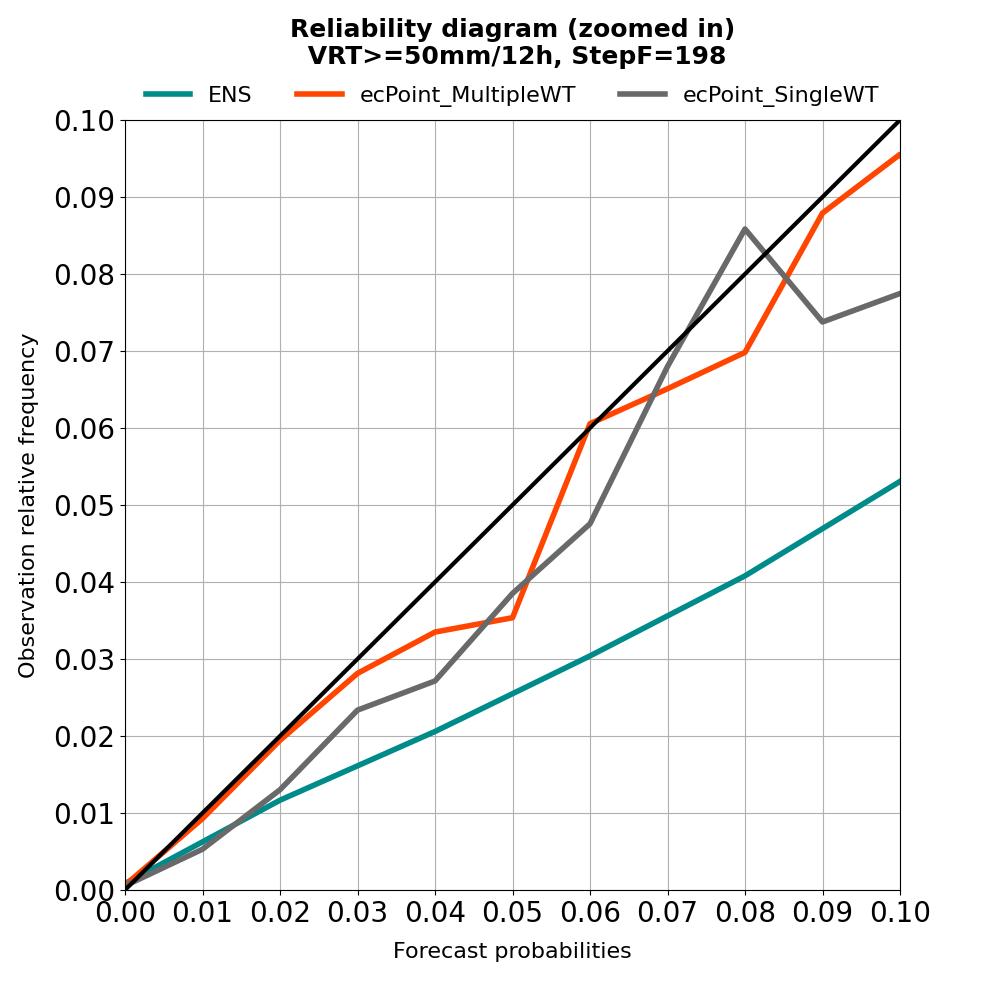 Reliability diagram (zoomed in)
VRT>=50mm/12h, StepF=198
ENS ecPoint_MultipleWT ecPoint_SingleWT
0.10
0.09
0.08
0.07
0.06
0.05
0.04
0.03
0.02
0.01
0.00
Observation relative frequency
0.00 0.01 0.02 0.03 0.04 0.05 0.06 0.07 0.08 0.09 0.10
Forecast probabilities